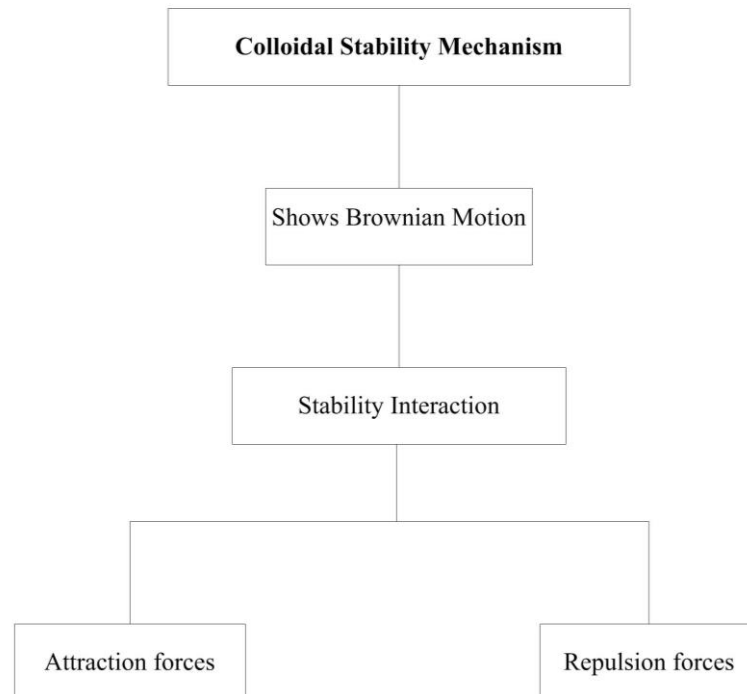 Colloidal Stability Mechanism
Shows Brownian Motion
Stability Interaction
Attraction forces
Repulsion forces